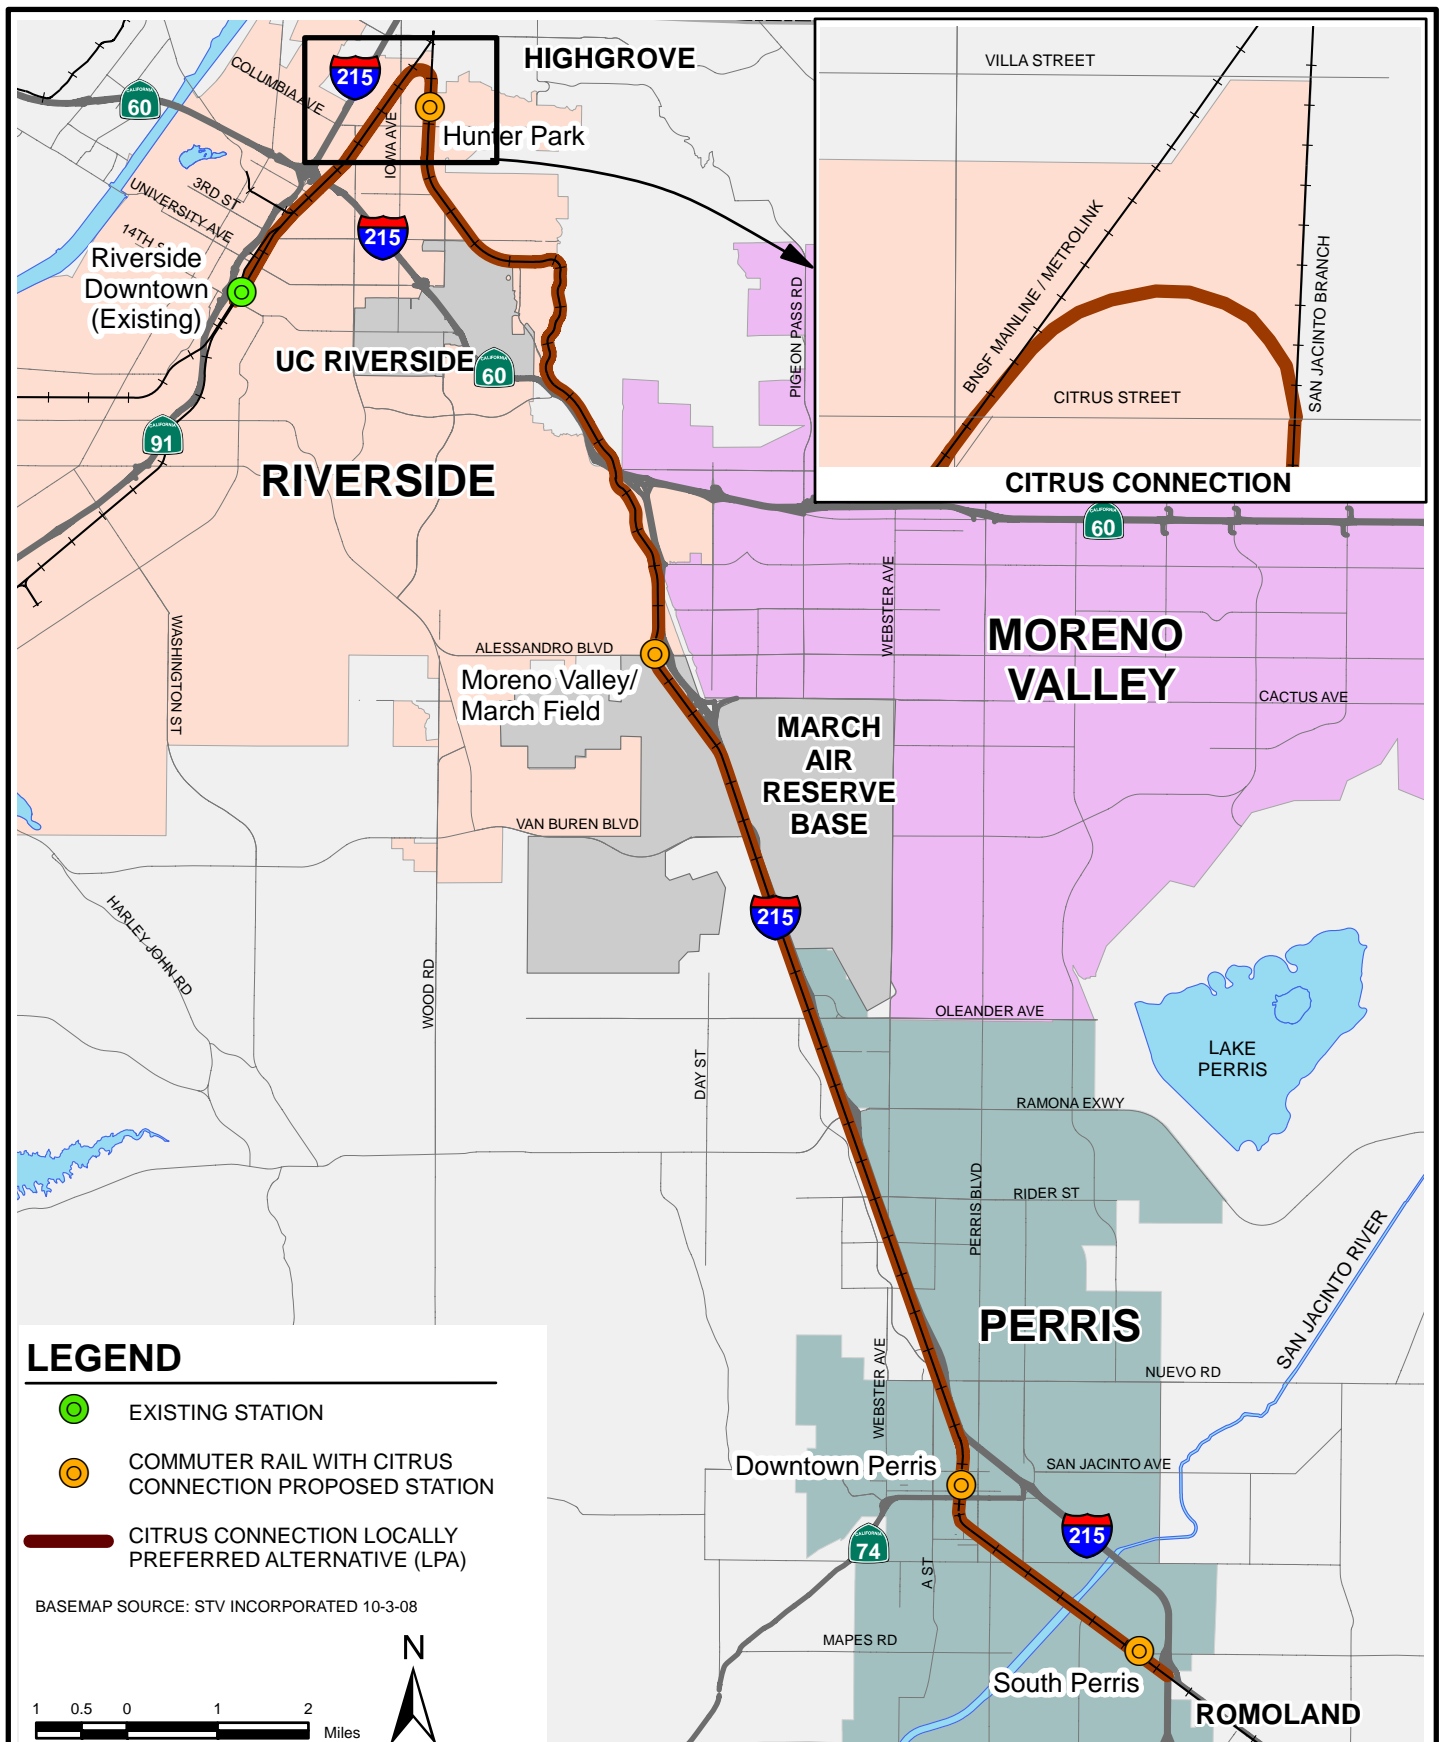 HIGHGROVE
215
60
COLUMBIA AVE
IOWA AVE
Hunter Park
3RD ST
UNIVERSITY AVE
14TH S
215
Riverside
Downtown
(Existing)
UC RIVERSIDE
CALIFORNIA
60
CALIFORNIA
91
RIVERSIDE
PIGEON PASS RD
VILLA STREET
BNSF MAINLINE / METROLINK
SAN JACINTO BRANCH
CITRUS STREET
CITRUS CONNECTION
CALIFORNIA
60
WEBSTER AVE
MORENO
VALLEY
WASHINGTON ST
ALESSANDRO BLVD
Moreno Valley/
March Field
CACTUS AVE
MARCH
AIR
RESERVE
BASE
VAN BUREN BLVD
215
HARLEY JOHN RD
WOOD RD
OLEANDER AVE
DAY ST
LAKE
PERRIS
RAMONA EXWY
PERRIS BLVD
RIDER ST
SAN JACINTO RIVER
PERRIS
NUEVO RD
WEBSTER AVE
Downtown Perris
SAN JACINTO AVE
215
CALIFORNIA
74
A ST
MAPES RD
South Perris
ROMOLAND
LEGEND
EXISTING STATION
COMMUTER RAIL WITH CITRUS
CONNECTION PROPOSED STATION
CITRUS CONNECTION LOCALLY
PREFERRED ALTERNATIVE (LPA)
BASEMAP SOURCE: STV INCORPORATED 10-3-08
N
1 0.5 0 1 2
Miles